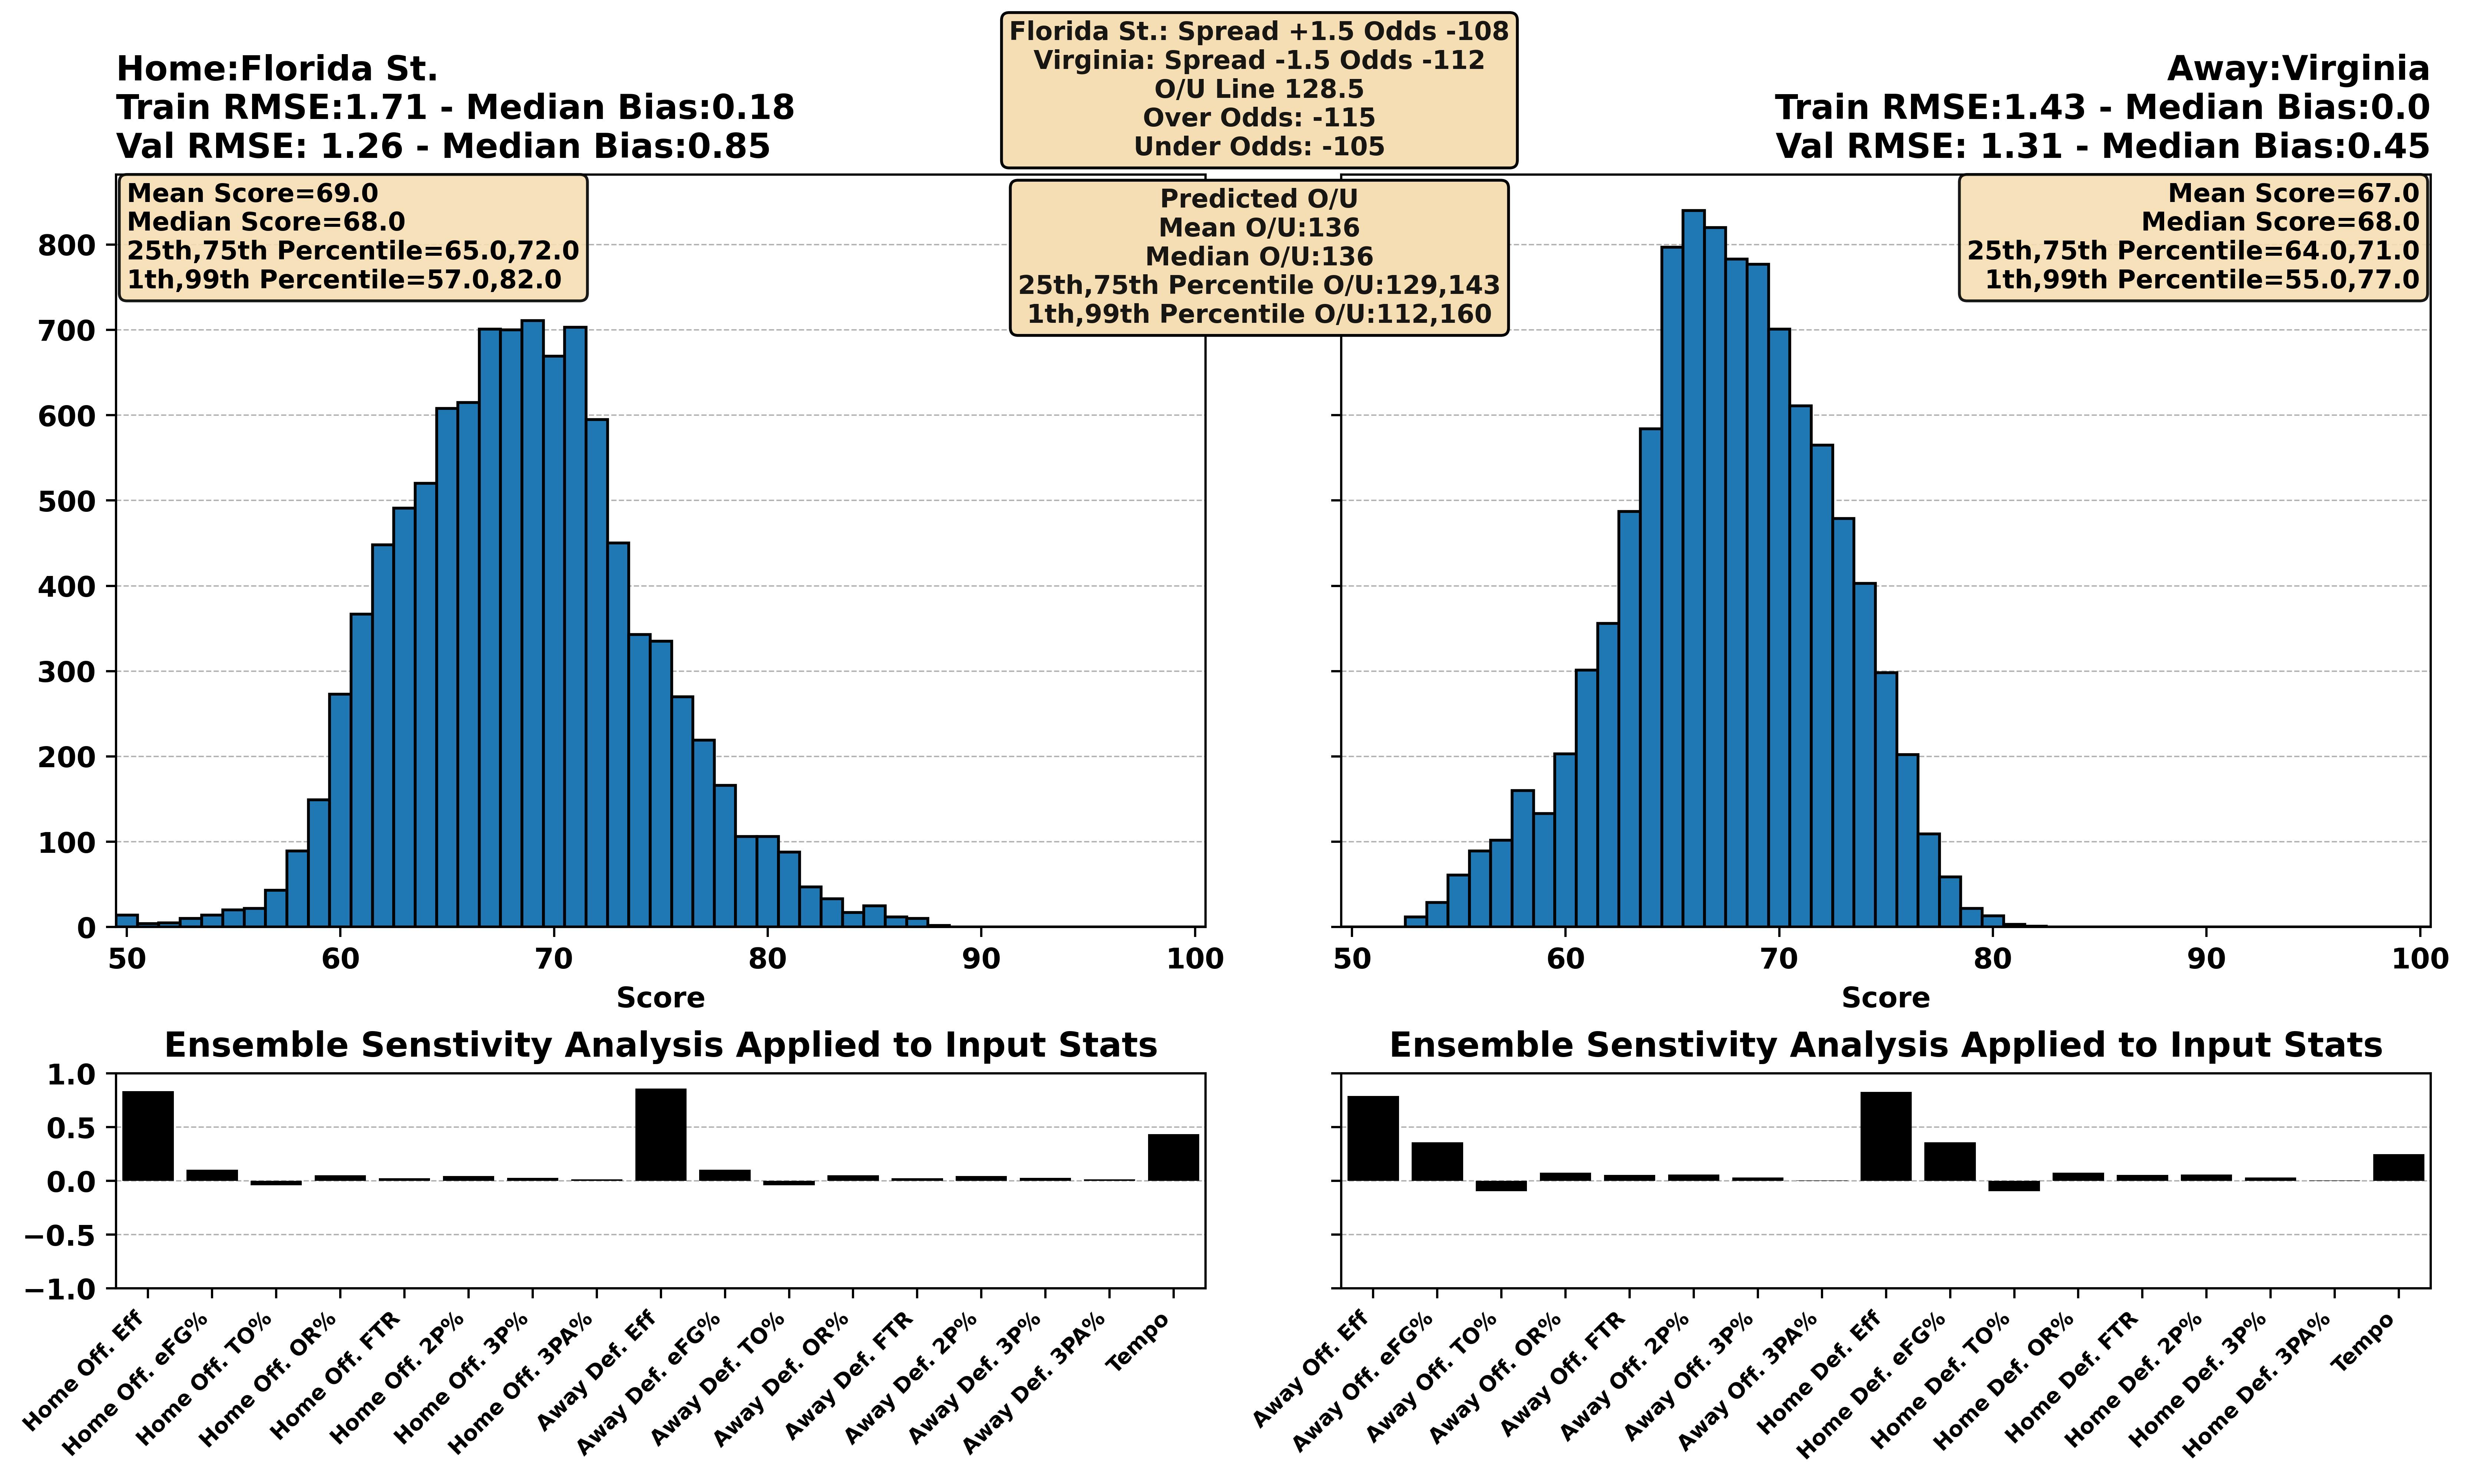 Florida St.: Spread +1.5 Odds -108
Virginia: Spread -1.5 Odds -112
O/U Line 128.5
Over Odds: -115
Under Odds: -105
Home:Florida St.
Train RMSE:1.71 - Median Bias:0.18
Val RMSE: 1.26 - Median Bias:0.85
Away:Virginia
Train RMSE:1.43 - Median Bias:0.0
Val RMSE: 1.31 - Median Bias:0.45
Mean Score=69.0
Median Score=68.0
25th,75th Percentile=65.0,72.0
1th,99th Percentile=57.0,82.0
Predicted O/U
Mean O/U:136
Median O/U:136
25th,75th Percentile O/U:129,143
1th,99th Percentile O/U:112,160
Mean Score=67.0
Median Score=68.0
25th,75th Percentile=64.0,71.0
1th,99th Percentile=55.0,77.0
800
700
600
500
400
300
200
100
0
50 60 70 80 90 100
Score
50 60 70 80 90 100
Score
Ensemble Senstivity Analysis Applied to Input Stats
1.0
0.5
0.0
−0.5
−1.0
Home Off. Eff
Home Off. eFG%
Home Off. TO%
Home Off. OR%
Home Off. FTR
Home Off. 2P%
Home Off. 3P%
Home Off. 3PA%
Away Def. Eff
Away Def. eFG%
Away Def. TO%
Away Def. OR%
Away Def. FTR
Away Def. 2P%
Away Def. 3P%
Away Def. 3PA%
Tempo
Ensemble Senstivity Analysis Applied to Input Stats
Away Off. Eff
Away Off. eFG%
Away Off. TO%
Away Off. OR%
Away Off. FTR
Away Off. 2P%
Away Off. 3P%
Away Off. 3PA%
Home Def. Eff
Home Def. eFG%
Home Def. TO%
Home Def. OR%
Home Def. FTR
Home Def. 2P%
Home Def. 3P%
Home Def. 3PA%
Tempo